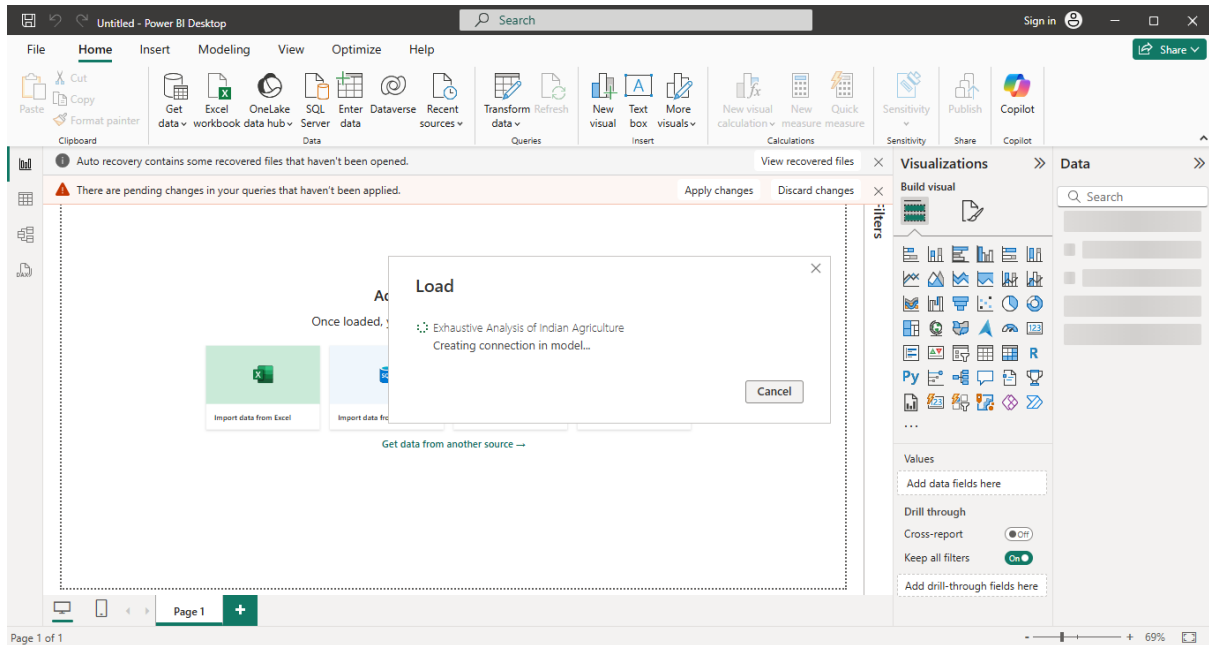 Untitled - Power BI Desktop
Search
Sign in
File Home Insert Modeling View Optimize Help
Share
Paste
Cut
Copy
Format painter
Clipboard
Get data
Excel workbook
OneLake data hub
SQL Server
Enter data
Dataverse
Recent sources
Data
Transform data
Refresh
Queries
New visual
Text box
More visuals
Insert
New visual calculation
New measure
Quick measure
Calculations
Sensitivity
Sensitivity
Publish
Share
Copilot
Copilot
Auto recovery contains some recovered files that haven't been opened.
View recovered files
There are pending changes in your queries that haven't been applied.
Apply changes
Discard changes
Filters
Once loaded,
Import data from Excel
Get data from another source →
Load
Exhaustive Analysis of Indian Agriculture
Creating connection in model...
Cancel
Visualizations
Build visual
123
R
Py
123
...
Values
Add data fields here
Drill through
Cross-report
Off
Keep all filters
On
Add drill-through fields here
Data
Search
Page 1
Page 1 of 1
- + 69%